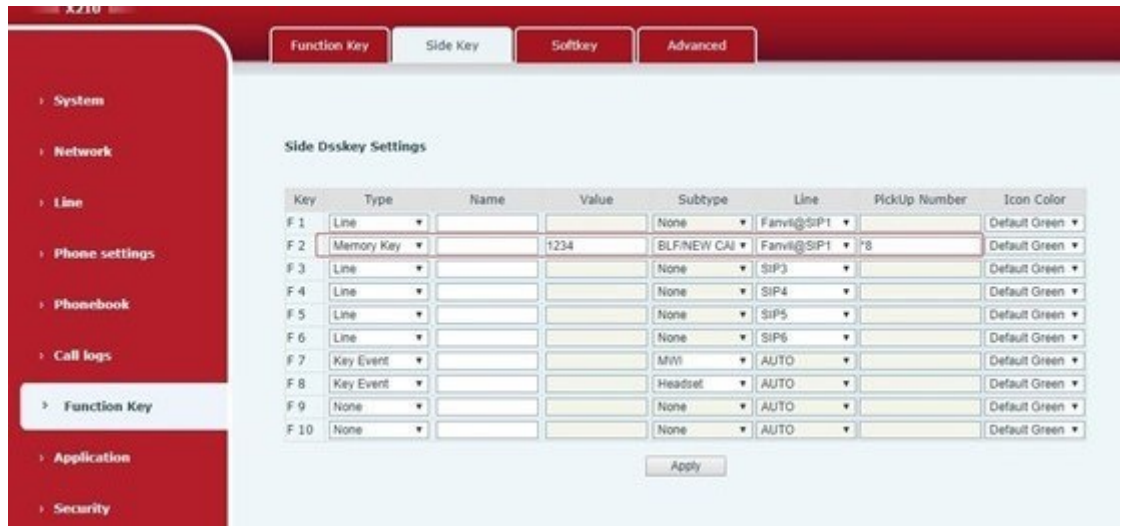 X210
Function Key Side Key Softkey Advanced
› System
› Network
› Line
› Phone settings
› Phonebook
› Call logs
› Function Key
› Application
› Security
Side Dsskey Settings
Key Type Name Value Subtype Line PickUp Number Icon Color
F 1 Line None Fanvil@SIP1 Default Green
F 2 Memory Key 1234 BLF/NEW CAI Fanvil@SIP1 *8 Default Green
F 3 Line None SIP3 Default Green
F 4 Line None SIP4 Default Green
F 5 Line None SIP5 Default Green
F 6 Line None SIP6 Default Green
F 7 Key Event MWI AUTO Default Green
F 8 Key Event Headset AUTO Default Green
F 9 None None AUTO Default Green
F 10 None None AUTO Default Green
Apply